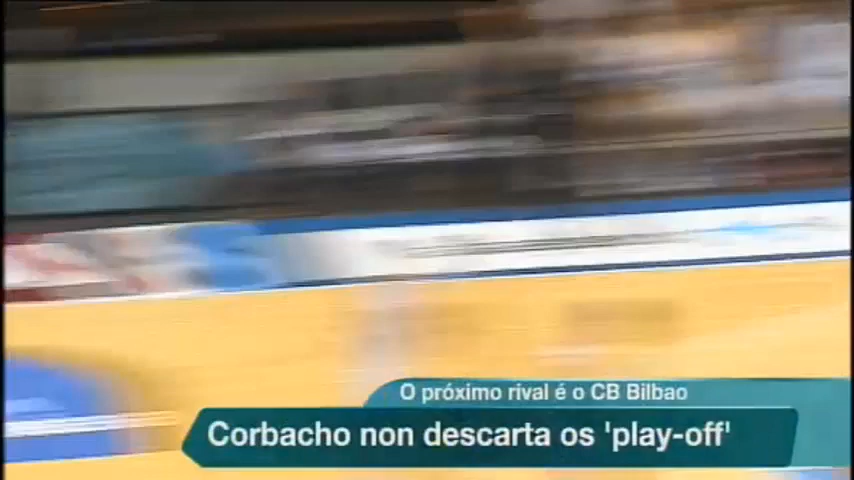 O próximo rival é o CB Bilbao
Corbacho non descarta os 'play-off'